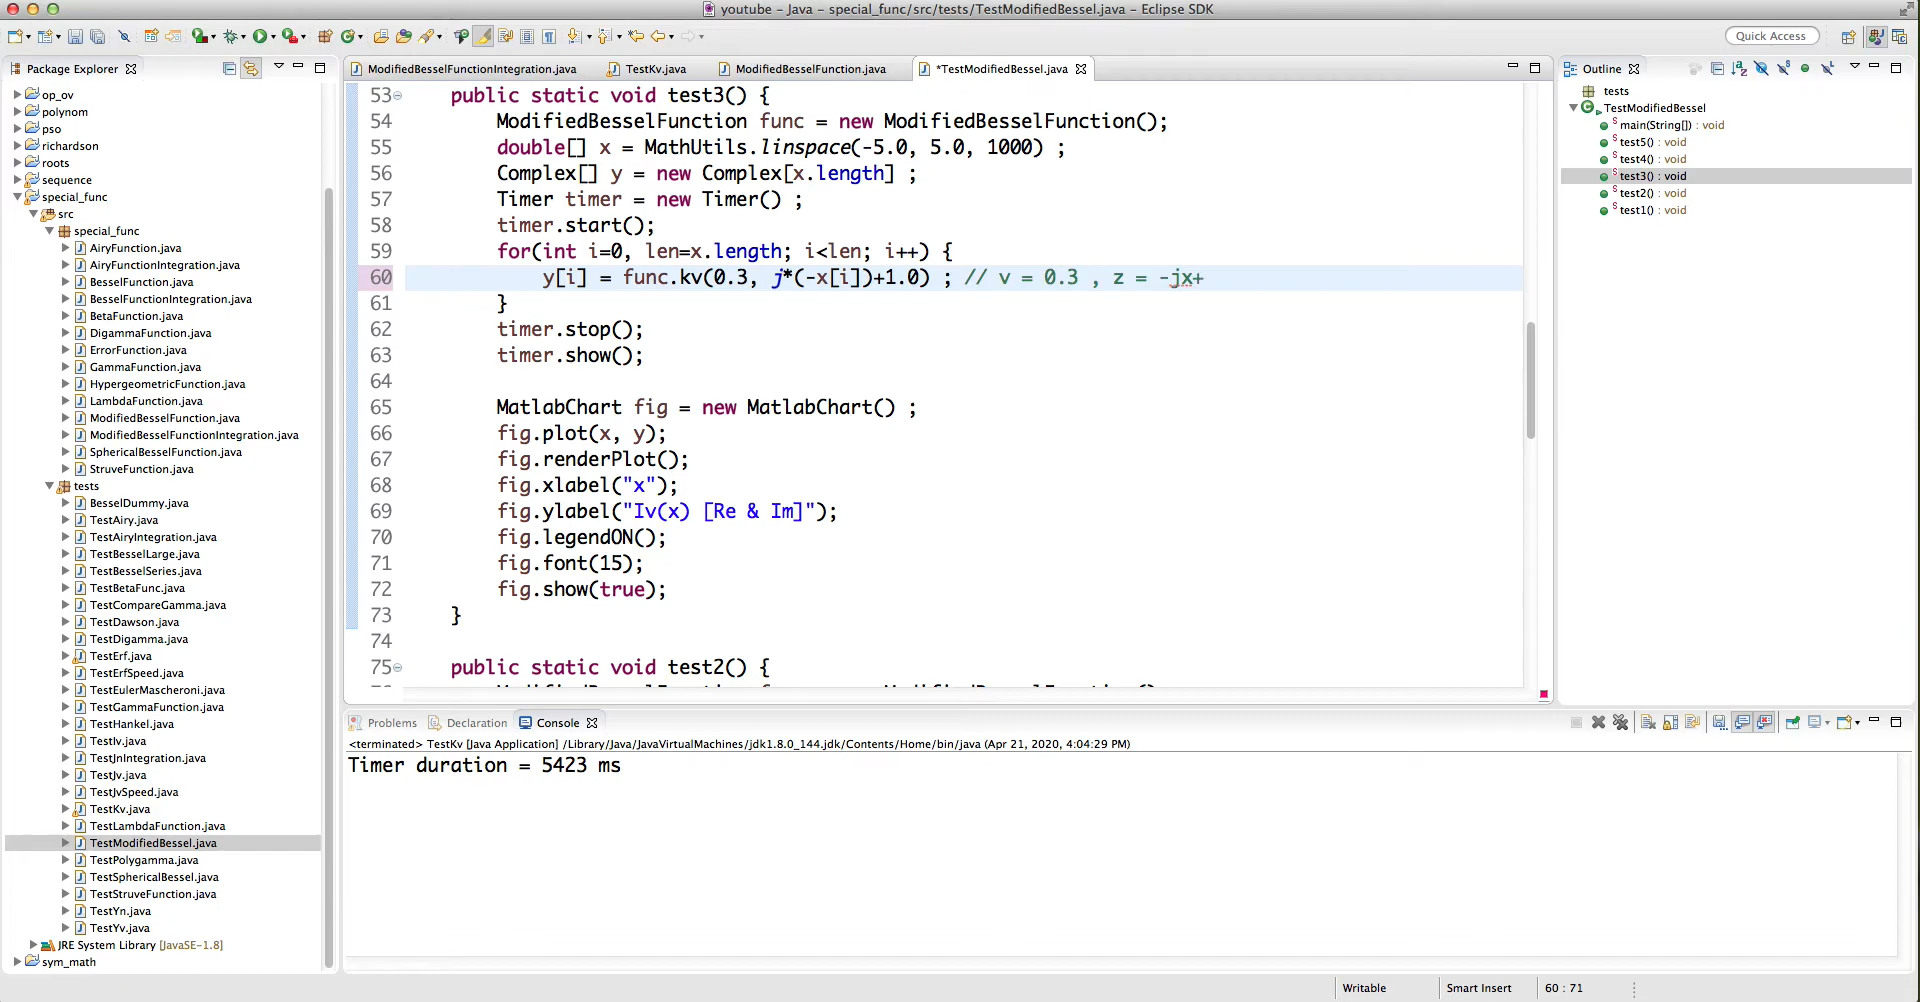 youtube - Java - special_func/src/tests/TestModifiedBessel.java - Eclipse SDK
Quick Access
Package Explorer
op_ov
polynom
pso
richardson
roots
sequence
special_func
src
special_func
AiryFunction.java
AiryFunctionIntegration.java
BesselFunction.java
BesselFunctionIntegration.java
BetaFunction.java
DigammaFunction.java
ErrorFunction.java
GammaFunction.java
HypergeometricFunction.java
LambdaFunction.java
ModifiedBesselFunction.java
ModifiedBesselFunctionIntegration.java
SphericalBesselFunction.java
StruveFunction.java
tests
BesselDummy.java
TestAiry.java
TestAiryIntegration.java
TestBesselLarge.java
TestBesselSeries.java
TestBetaFunc.java
TestCompareGamma.java
TestDawson.java
TestDigamma.java
TestErf.java
TestErfSpeed.java
TestEulerMascheroni.java
TestGammaFunction.java
TestHankel.java
TestIv.java
TestJnIntegration.java
TestJv.java
TestJvSpeed.java
TestKv.java
TestLambdaFunction.java
TestModifiedBessel.java
TestPolygamma.java
TestSphericalBessel.java
TestStruveFunction.java
TestYn.java
TestYv.java
JRE System Library [JavaSE-1.8]
sym_math
ModifiedBesselFunctionIntegration.java TestKv.java ModifiedBesselFunction.java *TestModifiedBessel.java
53 public static void test3() {
54 ModifiedBesselFunction func = new ModifiedBesselFunction();
55 double[] x = MathUtils.linspace(-5.0, 5.0, 1000) ;
56 Complex[] y = new Complex[x.length] ;
57 Timer timer = new Timer() ;
58 timer.start();
59 for(int i=0, len=x.length; i<len; i++) {
60 y[i] = func.kv(0.3, j*(-x[i])+1.0) ; // v = 0.3 , z = -jx+
61 }
62 timer.stop();
63 timer.show();
64
65 MatlabChart fig = new MatlabChart() ;
66 fig.plot(x, y);
67 fig.renderPlot();
68 fig.xlabel("x");
69 fig.ylabel("Iv(x) [Re & Im]");
70 fig.legendON();
71 fig.font(15);
72 fig.show(true);
73 }
74
75 public static void test2() {
Outline
tests
TestModifiedBessel
main(String[]) : void
test5() : void
test4() : void
test3() : void
test2() : void
test1() : void
Problems Declaration Console
<terminated> TestKv [Java Application] /Library/Java/JavaVirtualMachines/jdk1.8.0_144.jdk/Contents/Home/bin/java (Apr 21, 2020, 4:04:29 PM)
Timer duration = 5423 ms
Writable Smart Insert 60 : 71